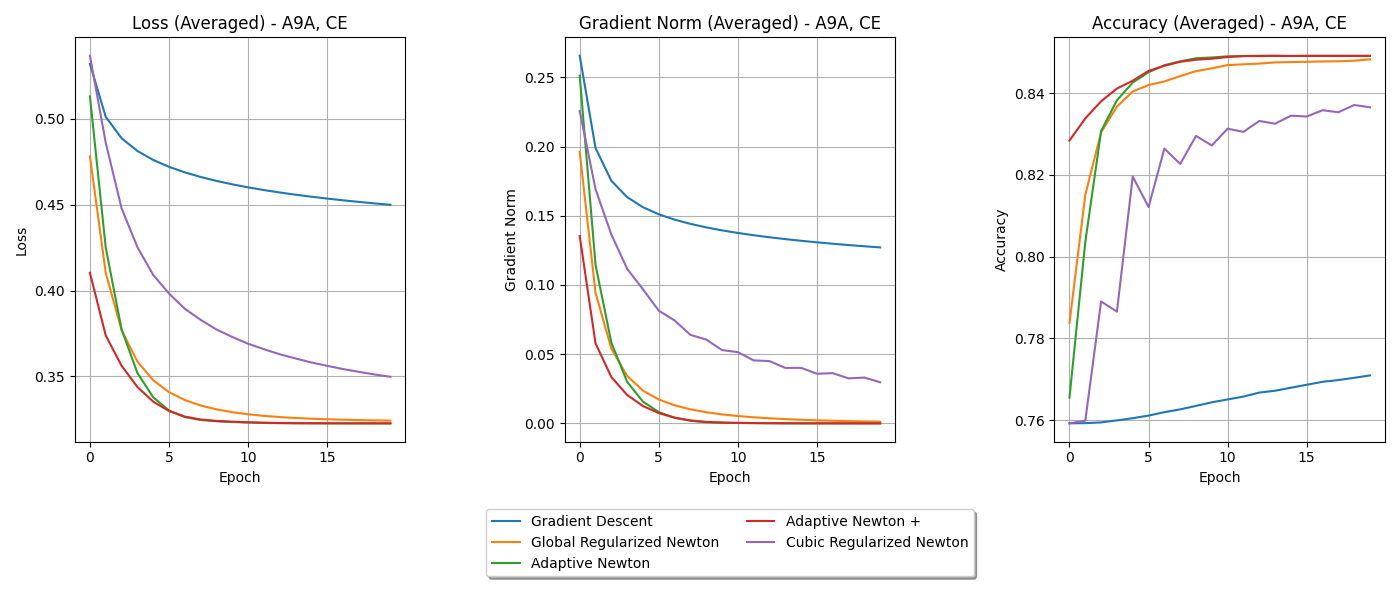 Loss (Averaged) - A9A, CE
Loss
0.50
0.45
0.40
0.35
0 5 10 15
Epoch
Gradient Norm (Averaged) - A9A, CE
Gradient Norm
0.25
0.20
0.15
0.10
0.05
0.00
0 5 10 15
Epoch
Accuracy (Averaged) - A9A, CE
Accuracy
0.84
0.82
0.80
0.78
0.76
0 5 10 15
Epoch
Gradient Descent
Global Regularized Newton
Adaptive Newton
Adaptive Newton +
Cubic Regularized Newton